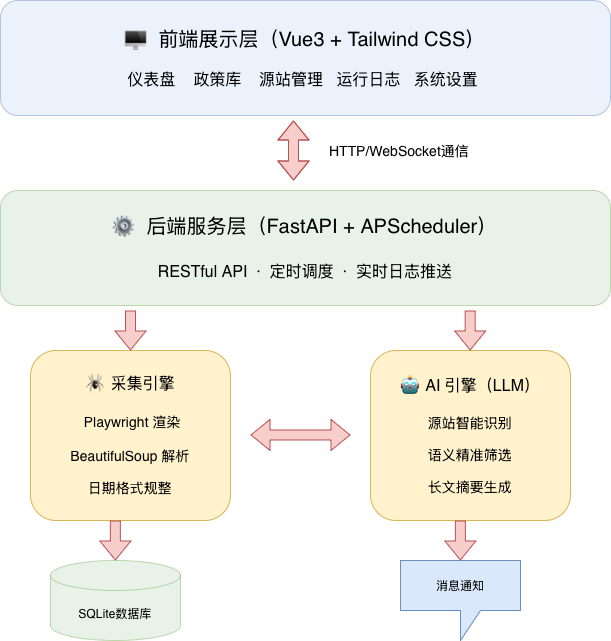 前端展示层（Vue3 + Tailwind CSS）
仪表盘 政策库 源站管理 运行日志 系统设置
HTTP/WebSocket通信
后端服务层（FastAPI + APScheduler）
RESTful API · 定时调度 · 实时日志推送
采集引擎
Playwright 渲染
BeautifulSoup 解析
日期格式规整
AI 引擎（LLM）
源站智能识别
语义精准筛选
长文摘要生成
SQLite数据库
消息通知